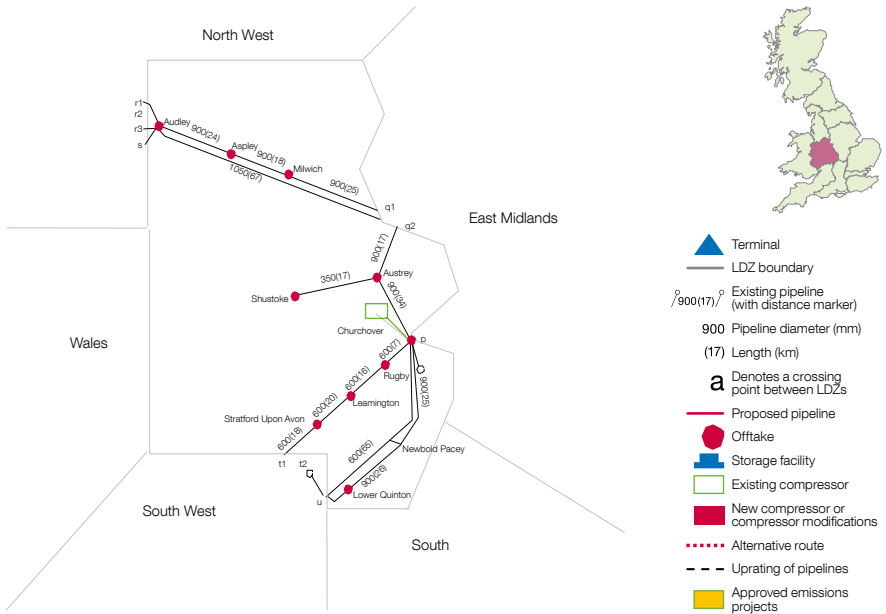 North West
r1
r2
r3
s
Audley
900(24)
Aspley
900(18)
Milwich
900(25)
1050(67)
q1
q2
East Midlands
900(17)
Austrey
350(17)
Shustoke
900(34)
Churchover
p
Wales
600(7)
Rugby
900(25)
600(16)
Leamington
600(20)
Stratford Upon Avon
600(18)
Newbold Pacey
600(65)
t1
t2
900(26)
Lower Quinton
u
South West
South
Terminal
LDZ boundary
900(17)
Existing pipeline
(with distance marker)
900
Pipeline diameter (mm)
(17)
Length (km)
a
Denotes a crossing
point between LDZs
Proposed pipeline
Offtake
Storage facility
Existing compressor
New compressor or
compressor modifications
Alternative route
Uprating of pipelines
Approved emissions
projects